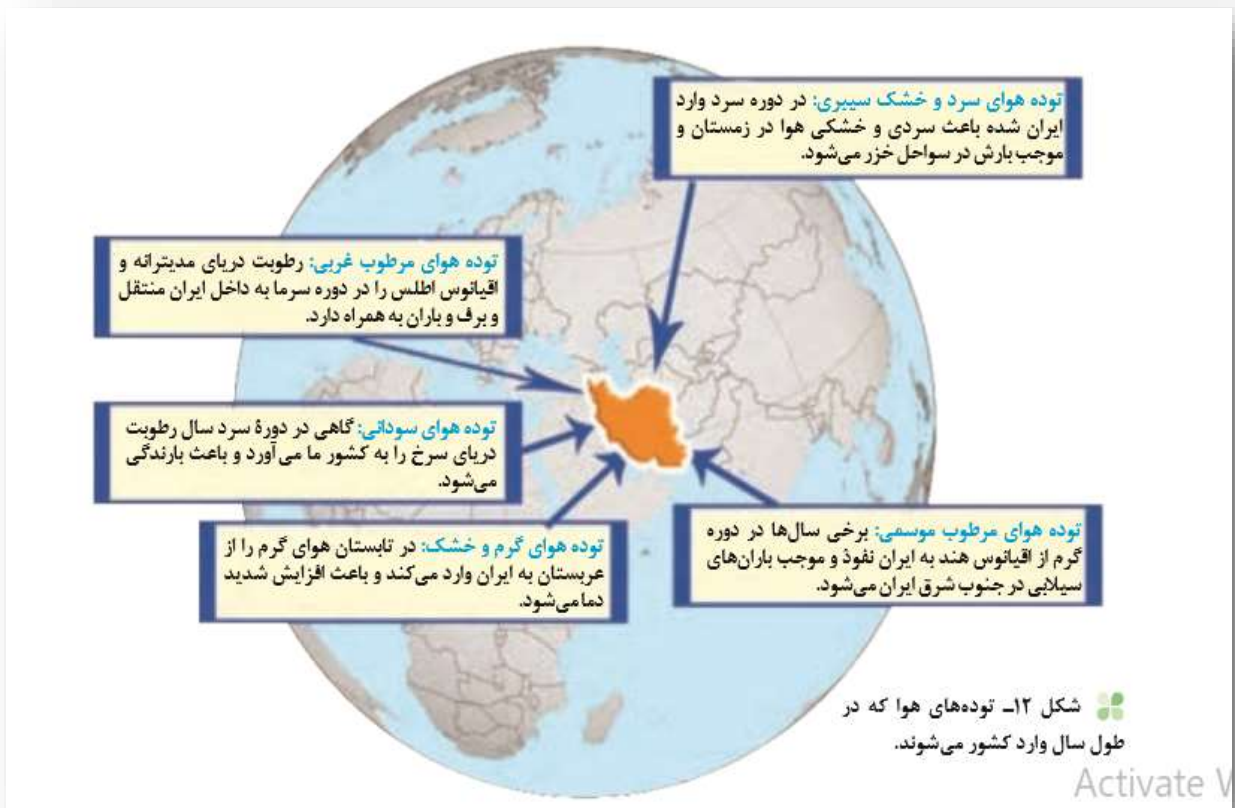 توده هوای سرد و خشک سیبری: در دوره سرد وارد
ایران شده باعث سردی و خشکی هوا در زمستان و
موجب بارش در سواحل خزر می‌شود.
توده هوای مرطوب غربی: رطوبت دریای مدیترانه و
اقیانوس اطلس را در دوره سرما به داخل ایران منتقل
و برف و باران به همراه دارد.
توده هوای سودانی: گاهی در دورهٔ سرد سال رطوبت
دریای سرخ را به کشور ما می‌آورد و باعث بارندگی
می‌شود.
توده هوای مرطوب موسمی: برخی سال‌ها در دوره
گرم از اقیانوس هند به ایران نفوذ و موجب باران‌های
سیلابی در جنوب شرق ایران می‌شود.
توده هوای گرم و خشک: در تابستان هوای گرم را از
عربستان به ایران وارد می‌کند و باعث افزایش شدید
دما می‌شود.
شکل ۱۲ـ توده‌های هوا که در
طول سال وارد کشور می‌شوند.
Activate